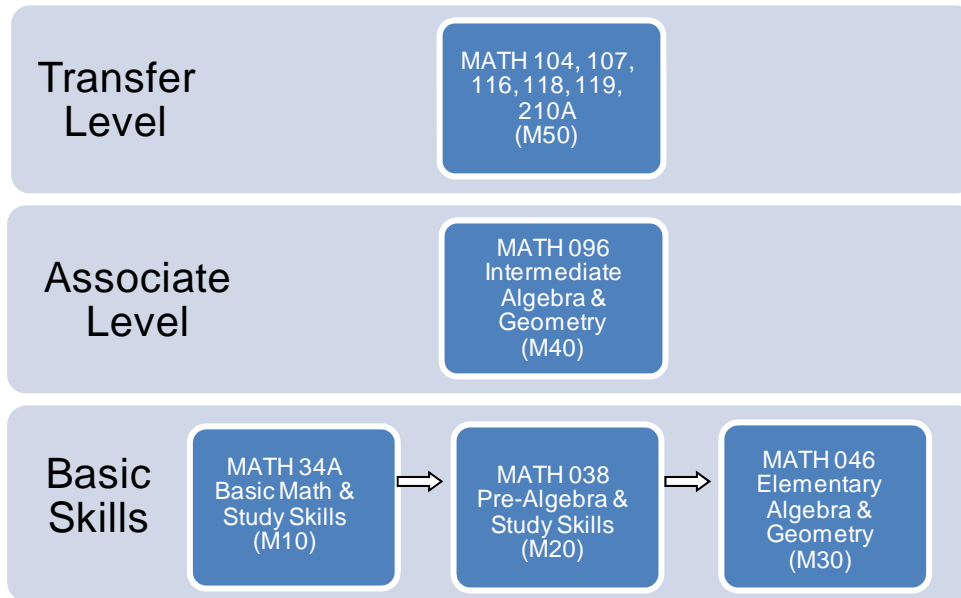 Transfer
Level
MATH 104, 107,
116, 118, 119,
210A
(M50)
Associate
Level
MATH 096
Intermediate
Algebra &
Geometry
(M40)
Basic
Skills
MATH 34A
Basic Math &
Study Skills
(M10)
MATH 038
Pre-Algebra &
Study Skills
(M20)
MATH 046
Elementary
Algebra &
Geometry
(M30)